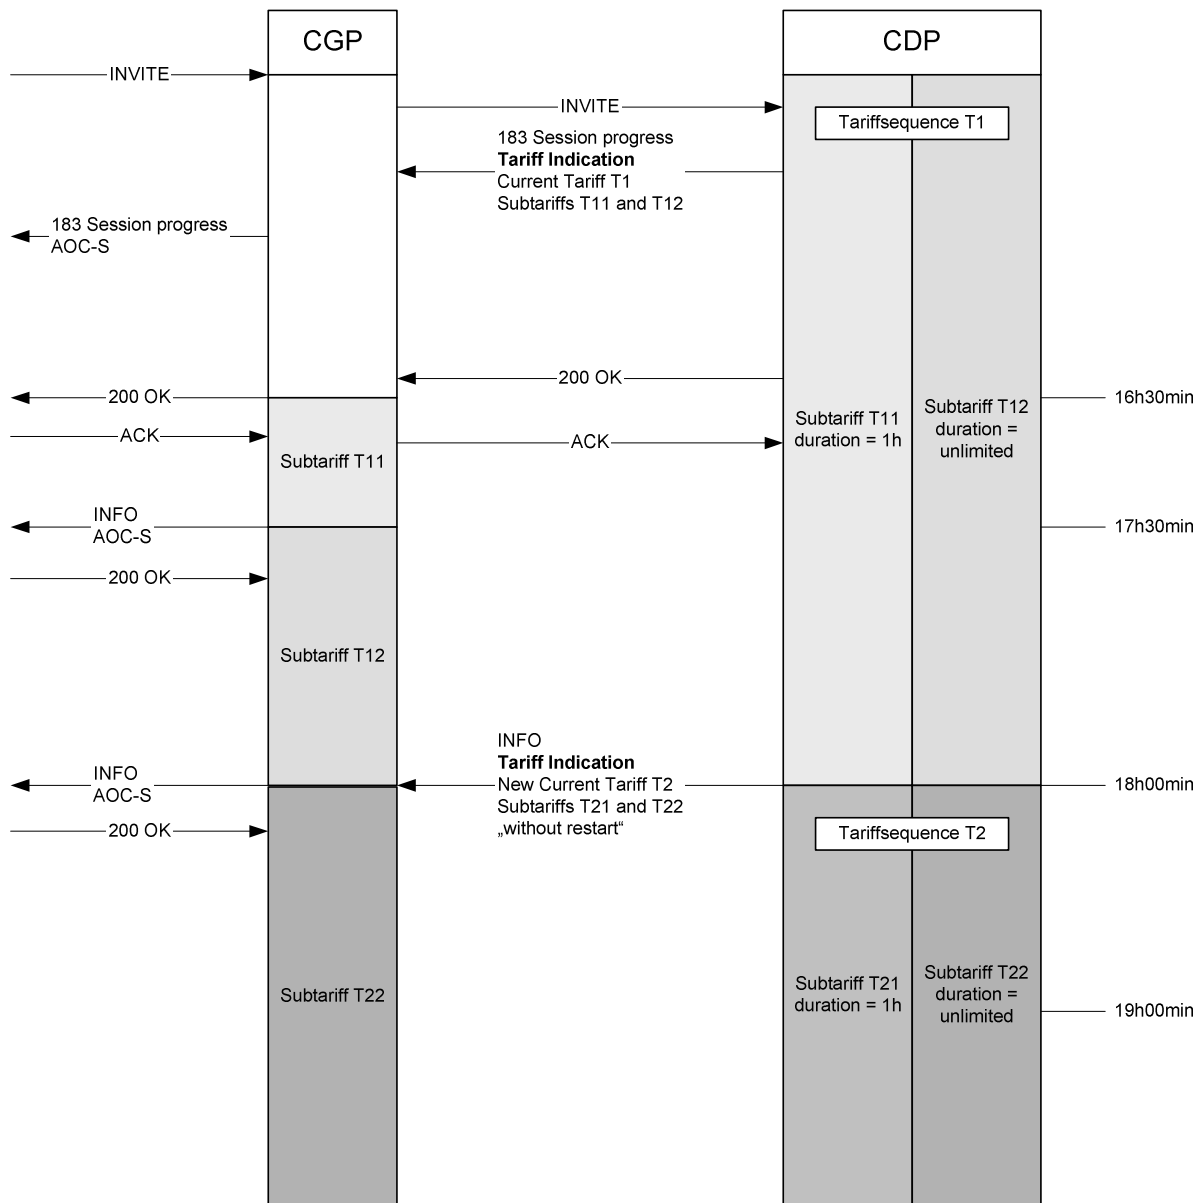 CGP
CDP
INVITE
INVITE
Tariffsequence T1
183 Session progress
Tariff Indication
Current Tariff T1
Subtariffs T11 and T12
183 Session progress
AOC-S
200 OK
200 OK
16h30min
Subtariff T11
duration = 1h
Subtariff T12
duration =
unlimited
ACK
ACK
Subtariff T11
INFO
AOC-S
17h30min
200 OK
Subtariff T12
INFO
AOC-S
INFO
Tariff Indication
New Current Tariff T2
Subtariffs T21 and T22
„without restart“
18h00min
200 OK
Tariffsequence T2
Subtariff T22
Subtariff T21
duration = 1h
Subtariff T22
duration =
unlimited
19h00min